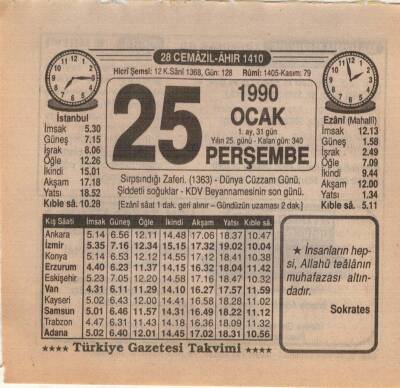 28 CEMÂZİL-ÂHIR 1410
Hicrî Şemsî: 12 K.Sânî 1368, Gün: 128 Rûmî: 1405-Kasım: 79
İstanbul
İmsak 5.30
Güneş 7.15
İşrak 8.06
Öğle 12.26
İkindi 15.01
Akşam 17.18
Yatsı 18.52
Kıble sâ. 10.28
25
1990
OCAK
1. ay, 31 gün
Yılın 25. günü - Kalan gün: 340
PERŞEMBE
Sırpsındığı Zaferi. (1363) - Dünya Cüzzam Günü.
Şiddetli soğuklar - KDV Beyannamesinin son günü.
[Ezânî sâat 1 dak. geri alınır – Gündüzün uzaması 2 dak.]
Ezânî (Mahallî)
İmsak 12.13
Güneş 1.58
İşrak 2.49
Öğle 7.09
İkindi 9.44
Akşam 12.00
Yatsı 1.34
Kıble sâ. 5.11
Kış Sâati İmsak Güneş Öğle İkindi Akşam Yatsı Kıble sâ.
Ankara 5.14 6.56 12.11 14.48 17.06 18.37 10.47
İzmir 5.35 7.16 12.34 15.15 17.32 19.02 10.04
Konya 5.14 6.53 12.12 14.55 17.12 18.41 10.38
Erzurum 4.40 6.23 11.37 14.15 16.32 18.04 11.42
Eskişehir 5.23 7.05 12.20 14.58 17.16 18.47 10.32
Van 4.31 6.11 11.29 14.10 16.27 17.57 11.59
Kayseri 5.02 6.43 12.00 14.41 16.58 18.28 11.02
Samsun 5.01 6.46 11.57 14.31 16.49 18.22 11.12
Trabzon 4.47 6.31 11.43 14.18 16.36 18.09 11.32
Adana 5.02 6.40 12.01 14.45 17.02 18.31 10.56
★ İnsanların hep-
si, Allahü teâlânın
muhafazası altın-
dadır.
Sokrates
★★★★ Türkiye Gazetesi Takvimi ★★★★